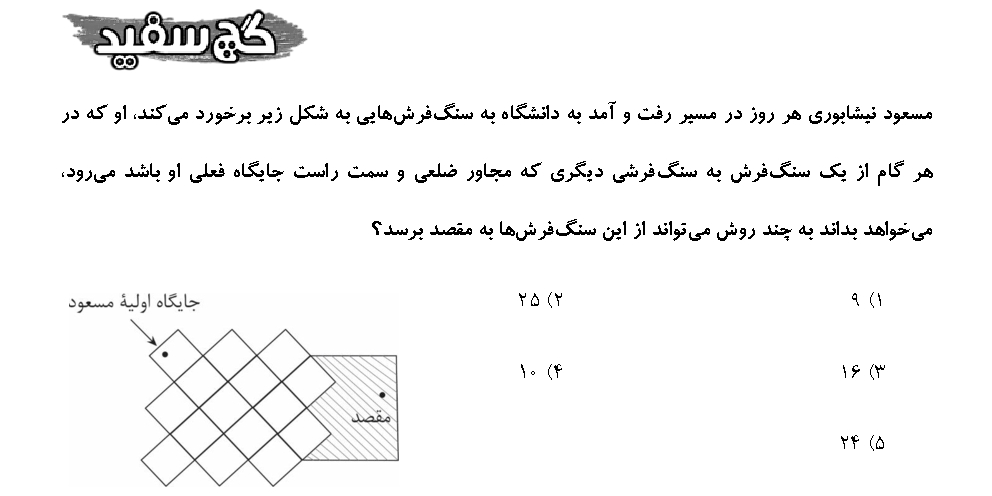 گچ سفید
مسعود نیشابوری هر روز در مسیر رفت و آمد به دانشگاه به سنگ‌فرش‌هایی به شکل زیر برخورد می‌کند، او که در
هر گام از یک سنگ‌فرش به سنگ‌فرشی دیگری که مجاور ضلعی و سمت راست جایگاه فعلی او باشد می‌رود،
می‌خواهد بداند به چند روش می‌تواند از این سنگ‌فرش‌ها به مقصد برسد؟
۱) ۹
۲) ۲۵
۳) ۱۶
۴) ۱۰
۵) ۲۴
جایگاه اولیهٔ مسعود
مقصد